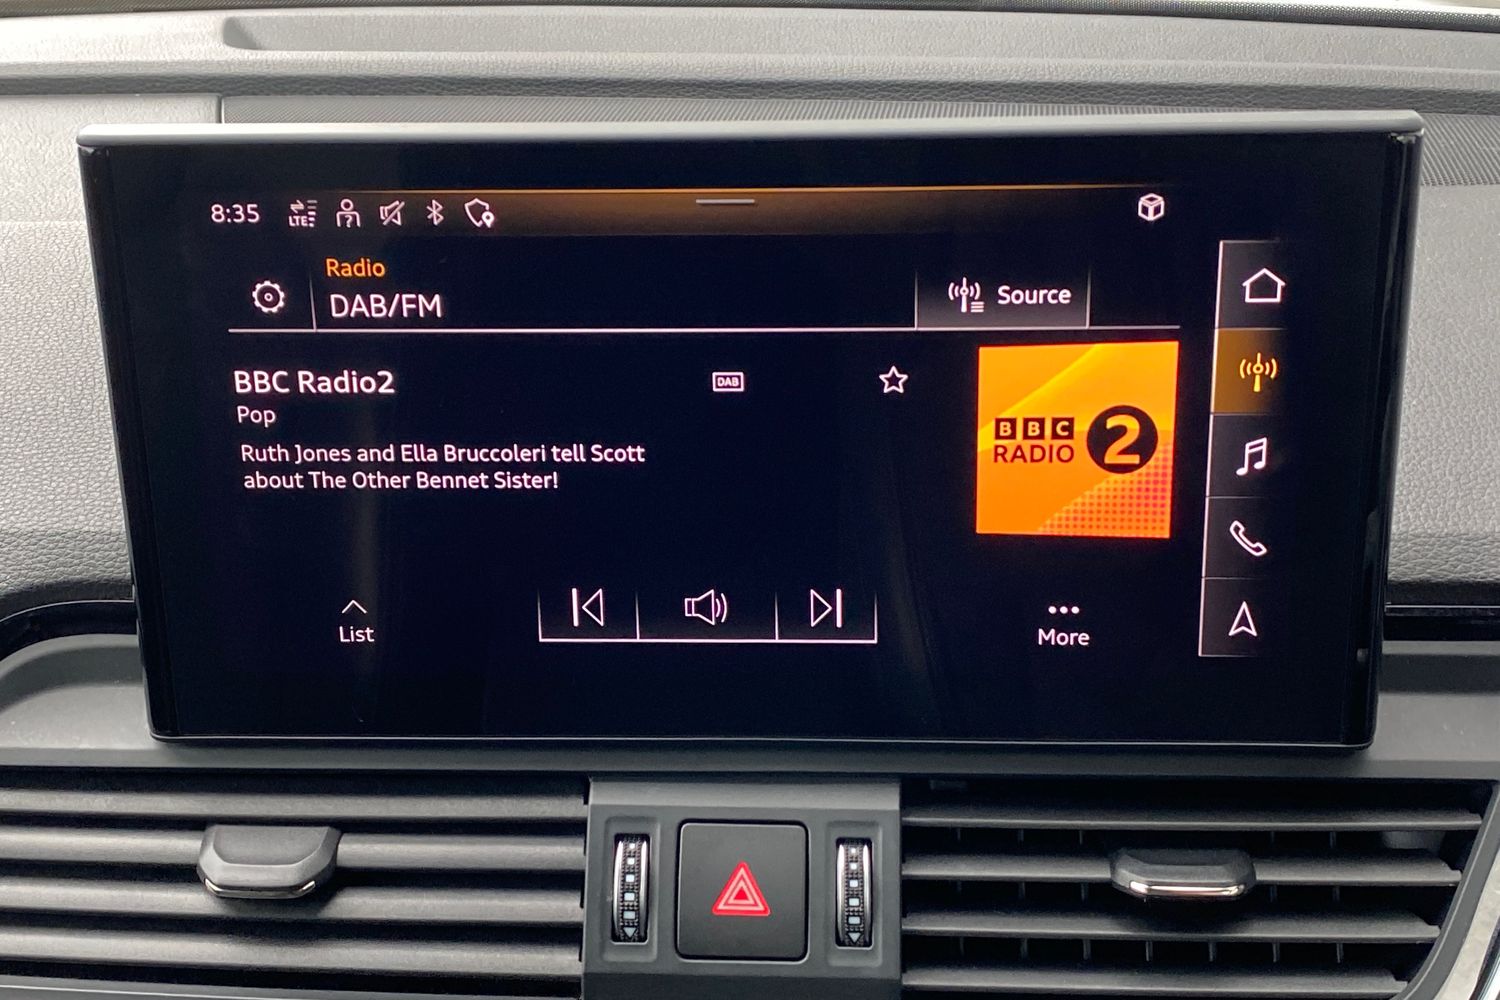 8:35
LTE
?
Radio
DAB/FM
Source
BBC Radio2
DAB
Pop
Ruth Jones and Ella Bruccoleri tell Scott
about The Other Bennet Sister!
BBC
RADIO 2
List
More